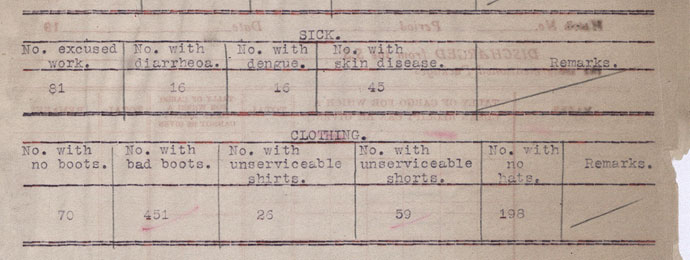 SICK.
No. excused No. with No. with No. with
work. diarrhoea. dengue. skin disease. Remarks.
81 16 16 45
CLOTHING.
No. with No. with No. with No. with No. with
no boots. bad boots. unserviceable unserviceable no Remarks.
shirts. shorts. hats.
70 451 26 59 198